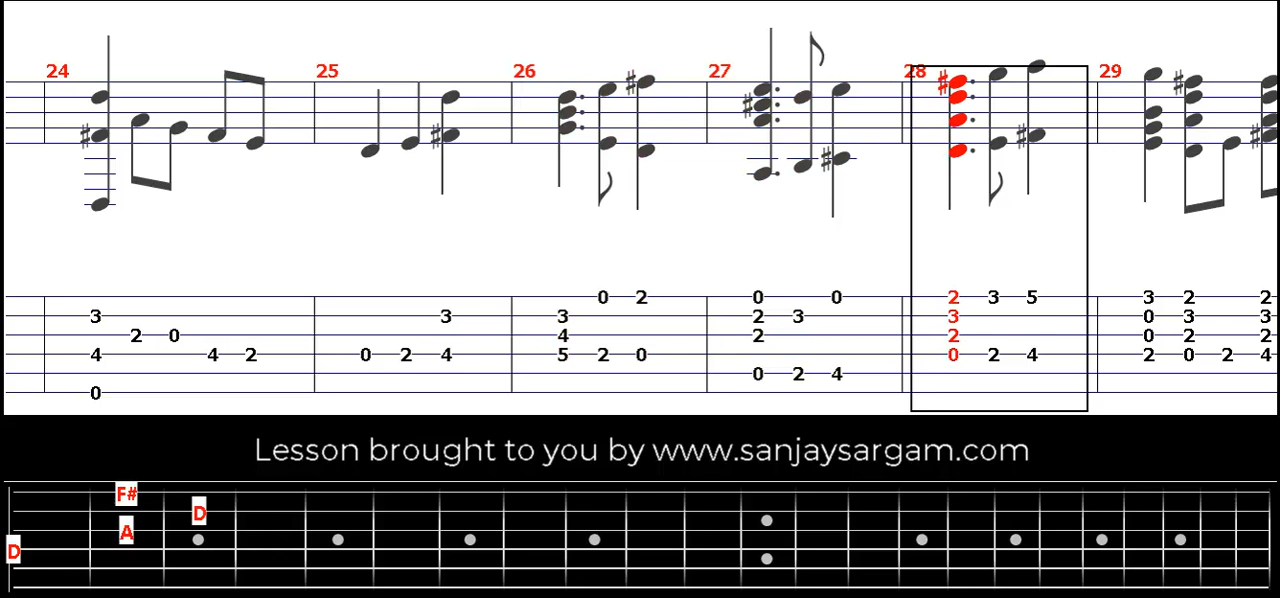 24 25 26 27 28 29
0 2 0 0 2 3 5 3 2 2
3 3 3 2 3 3 0 3 3
2 0 4 2 2 0 2 2
4 4 2 0 2 4 5 2 0 0 2 4 2 0 2 4
0 2 4
0
Lesson brought to you by www.sanjaysargam.com
F#
D
A
D